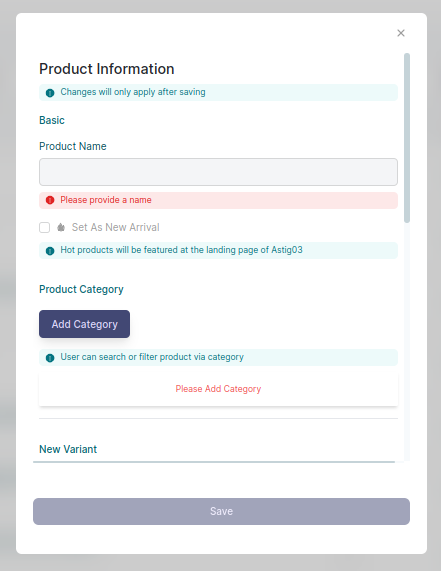 Product Information
Changes will only apply after saving
Basic
Product Name
Please provide a name
Set As New Arrival
Hot products will be featured at the landing page of Astig03
Product Category
Add Category
User can search or filter product via category
Please Add Category
New Variant
Save